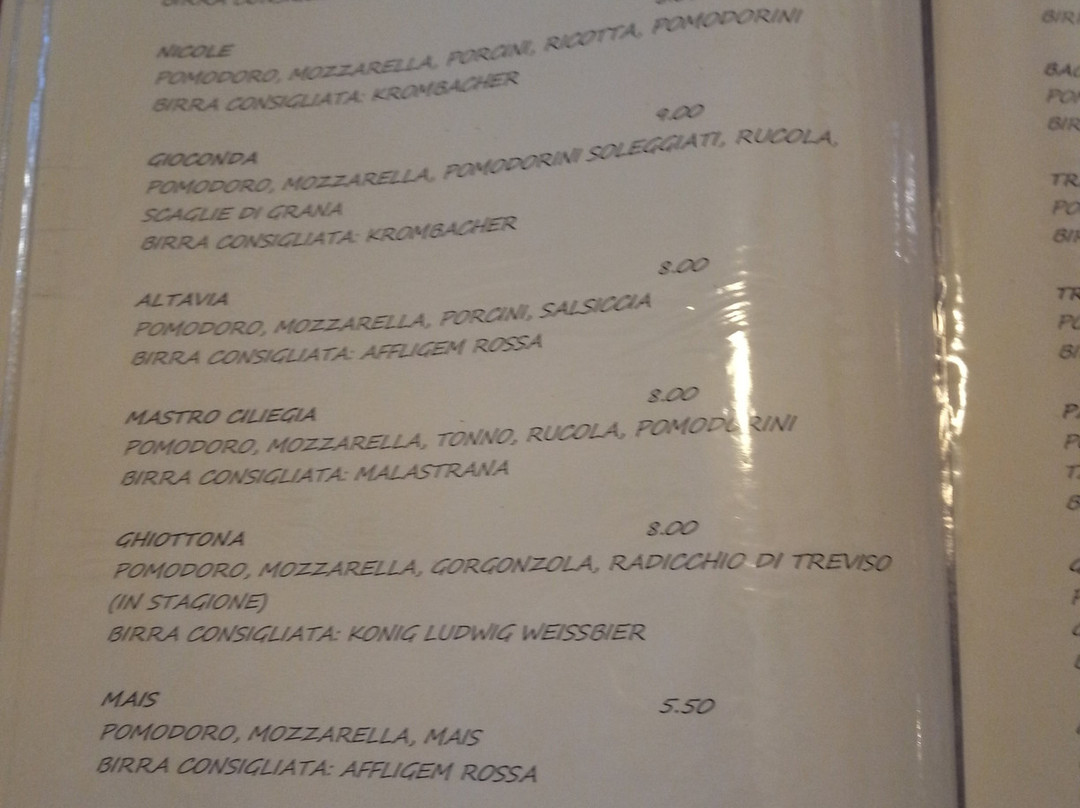 NICOLE
POMODORO, MOZZARELLA, PORCINI, RICOTTA, POMODORINI
BIRRA CONSIGLIATA: KROMBACHER
GIOCONDA 9.00
POMODORO, MOZZARELLA, POMODORINI SOLEGGIATI, RUCOLA,
SCAGLIE DI GRANA
BIRRA CONSIGLIATA: KROMBACHER
ALTAVIA 8.00
POMODORO, MOZZARELLA, PORCINI, SALSICCIA
BIRRA CONSIGLIATA: AFFLIGEM ROSSA
MASTRO CILIEGIA 8.00
POMODORO, MOZZARELLA, TONNO, RUCOLA, POMODORINI
BIRRA CONSIGLIATA: MALASTRANA
GHIOTTONA 8.00
POMODORO, MOZZARELLA, GORGONZOLA, RADICCHIO DI TREVISO
(IN STAGIONE)
BIRRA CONSIGLIATA: KONIG LUDWIG WEISSBIER
MAIS 5.50
POMODORO, MOZZARELLA, MAIS
BIRRA CONSIGLIATA: AFFLIGEM ROSSA